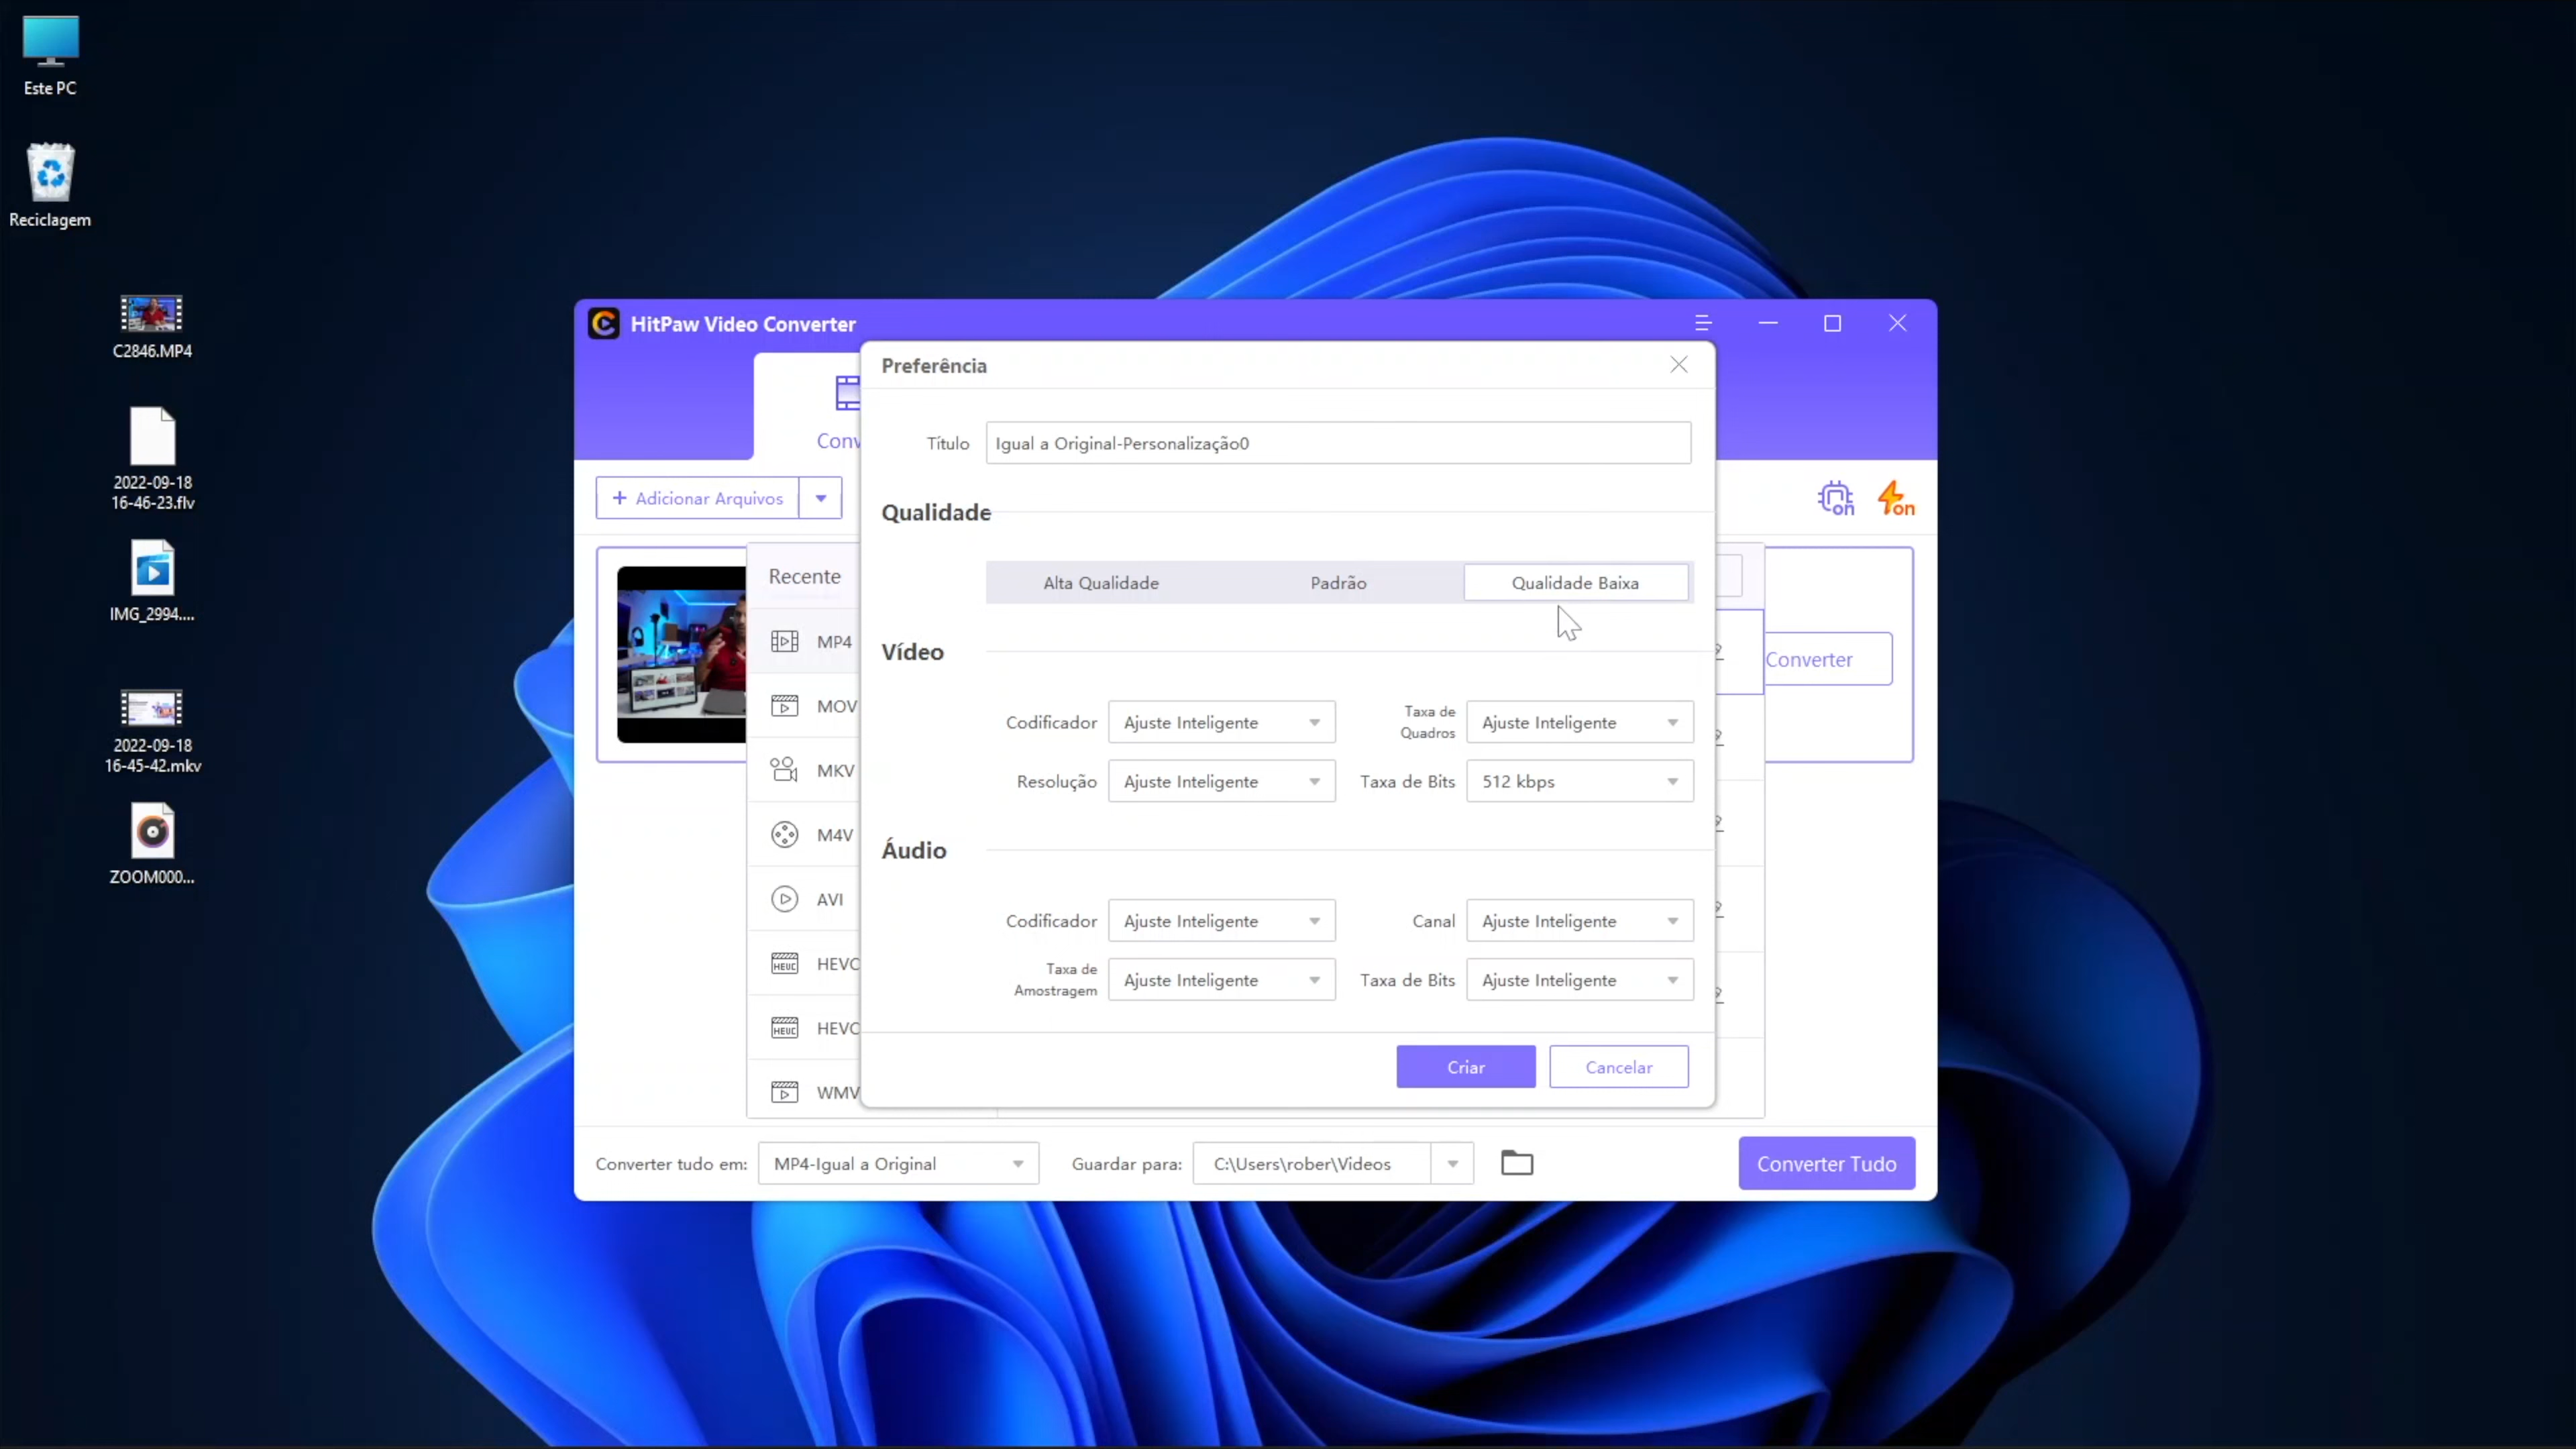 Este PC
Reciclagem
C2846.MP4
2022-09-18
16-46-23.flv
IMG_2994....
2022-09-18
16-45-42.mkv
ZOOM000...
HitPaw Video Converter
Conv
+ Adicionar Arquivos
on
on
Recente
MP4
MOV
MKV
M4V
AVI
HEVC
HEVC
HEVC
HEVC
WMV
Converter
Preferência
Título
Igual a Original-Personalização0
Qualidade
Alta Qualidade
Padrão
Qualidade Baixa
Vídeo
Codificador
Ajuste Inteligente
Taxa de
Quadros
Ajuste Inteligente
Resolução
Ajuste Inteligente
Taxa de Bits
512 kbps
Áudio
Codificador
Ajuste Inteligente
Canal
Ajuste Inteligente
Taxa de
Amostragem
Ajuste Inteligente
Taxa de Bits
Ajuste Inteligente
Criar
Cancelar
Converter tudo em:
MP4-Igual a Original
Guardar para:
C:\Users\rober\Videos
Converter Tudo